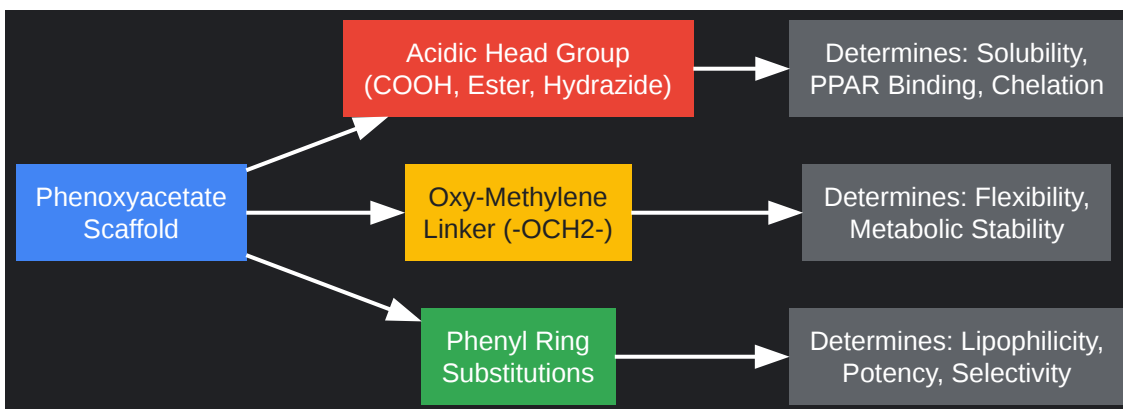 Acidic Head Group
(COOH, Ester, Hydrazide)
Determines: Solubility,
PPAR Binding, Chelation
Phenoxyacetate
Scaffold
Oxy-Methylene
Linker (-OCH2-)
Determines: Flexibility,
Metabolic Stability
Phenyl Ring
Substitutions
Determines: Lipophilicity,
Potency, Selectivity